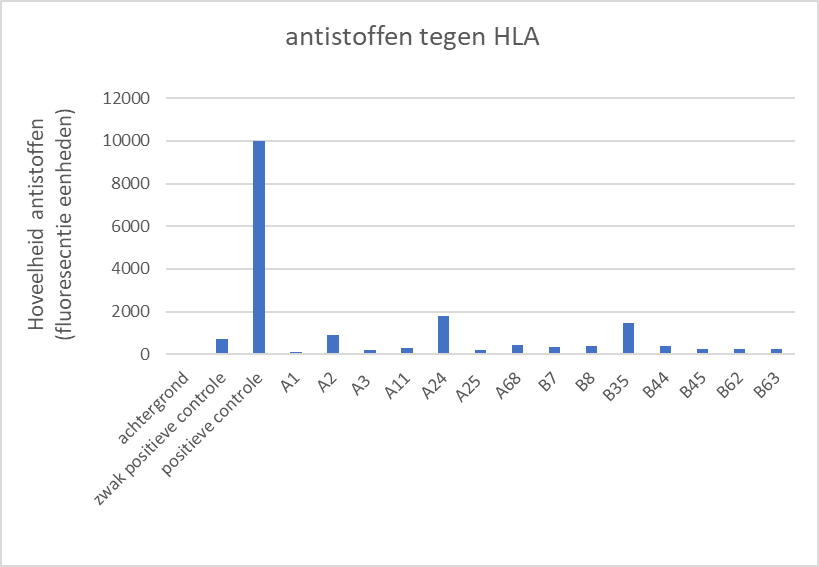 antistoffen tegen HLA
Hoveelheid antistoffen
(fluoresecntie eenheden)
12000
10000
8000
6000
4000
2000
0
achtergrond
zwak positieve controle
positieve controle
A1
A2
A3
A11
A24
A25
A68
B7
B8
B35
B44
B45
B62
B63